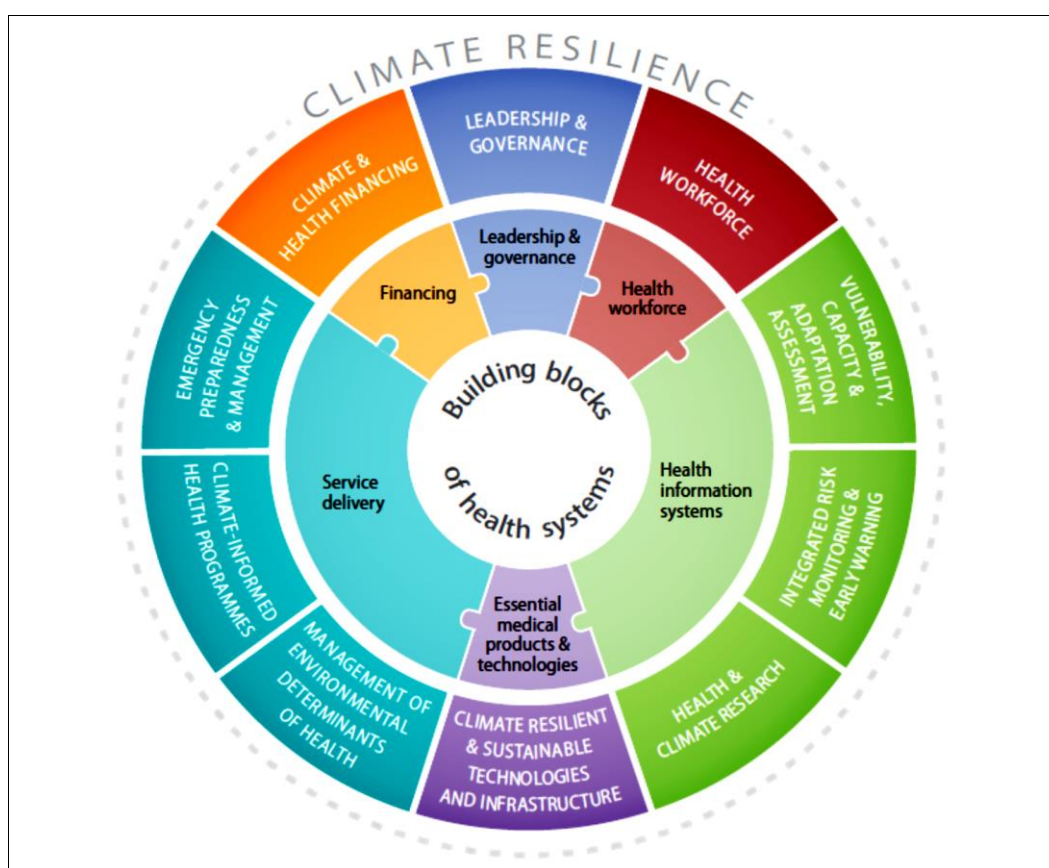 CLIMATE RESILIENCE
LEADERSHIP &
GOVERNANCE
HEALTH
WORKFORCE
VULNERABILITY,
CAPACITY &
ADAPTATION
ASSESSMENT
INTEGRATED RISK
MONITORING &
EARLY WARNING
HEALTH &
CLIMATE RESEARCH
CLIMATE RESILIENT
& SUSTAINABLE
TECHNOLOGIES
AND INFRASTRUCTURE
MANAGEMENT OF
ENVIRONMENTAL
DETERMINANTS
OF HEALTH
CLIMATE-INFORMED
HEALTH PROGRAMMES
EMERGENCY
PREPAREDNESS
& MANAGEMENT
CLIMATE &
HEALTH FINANCING
Leadership &
governance
Health
workforce
Health
information
systems
Essential
medical
products &
technologies
Service
delivery
Financing
Building blocks
of health systems